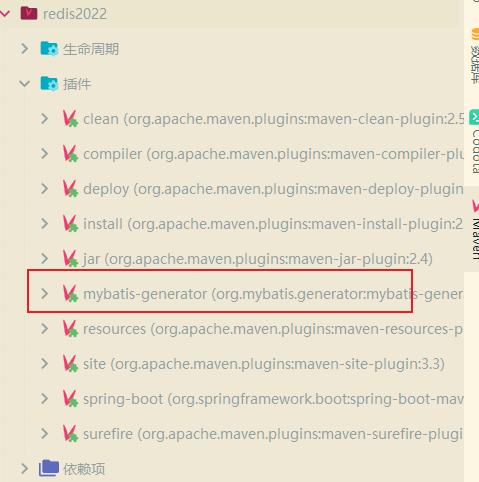 redis2022
生命周期
插件
clean (org.apache.maven.plugins:maven-clean-plugin:2.5
compiler (org.apache.maven.plugins:maven-compiler-plu
deploy (org.apache.maven.plugins:maven-deploy-plugin
install (org.apache.maven.plugins:maven-install-plugin:2
jar (org.apache.maven.plugins:maven-jar-plugin:2.4)
mybatis-generator (org.mybatis.generator:mybatis-genera
resources (org.apache.maven.plugins:maven-resources-p
site (org.apache.maven.plugins:maven-site-plugin:3.3)
spring-boot (org.springframework.boot:spring-boot-mav
surefire (org.apache.maven.plugins:maven-surefire-plugi
依赖项
Codota
Maven